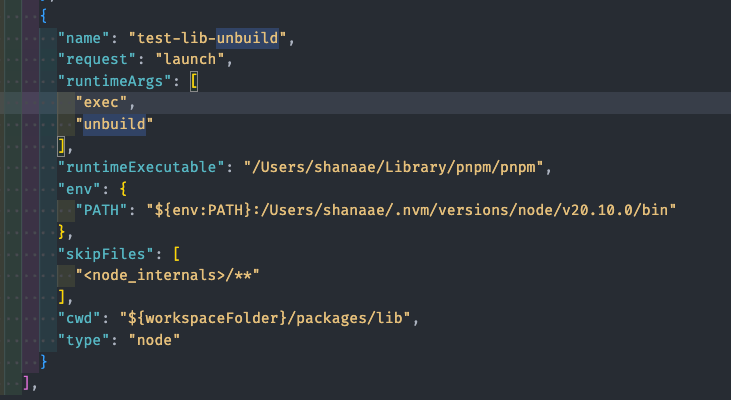 {
"name": "test-lib-unbuild",
"request": "launch",
"runtimeArgs": [
"exec",
"unbuild"
],
"runtimeExecutable": "/Users/shanaae/Library/pnpm/pnpm",
"env": {
"PATH": "${env:PATH}:/Users/shanaae/.nvm/versions/node/v20.10.0/bin"
},
"skipFiles": [
"<node_internals>/**"
],
"cwd": "${workspaceFolder}/packages/lib",
"type": "node"
}
],